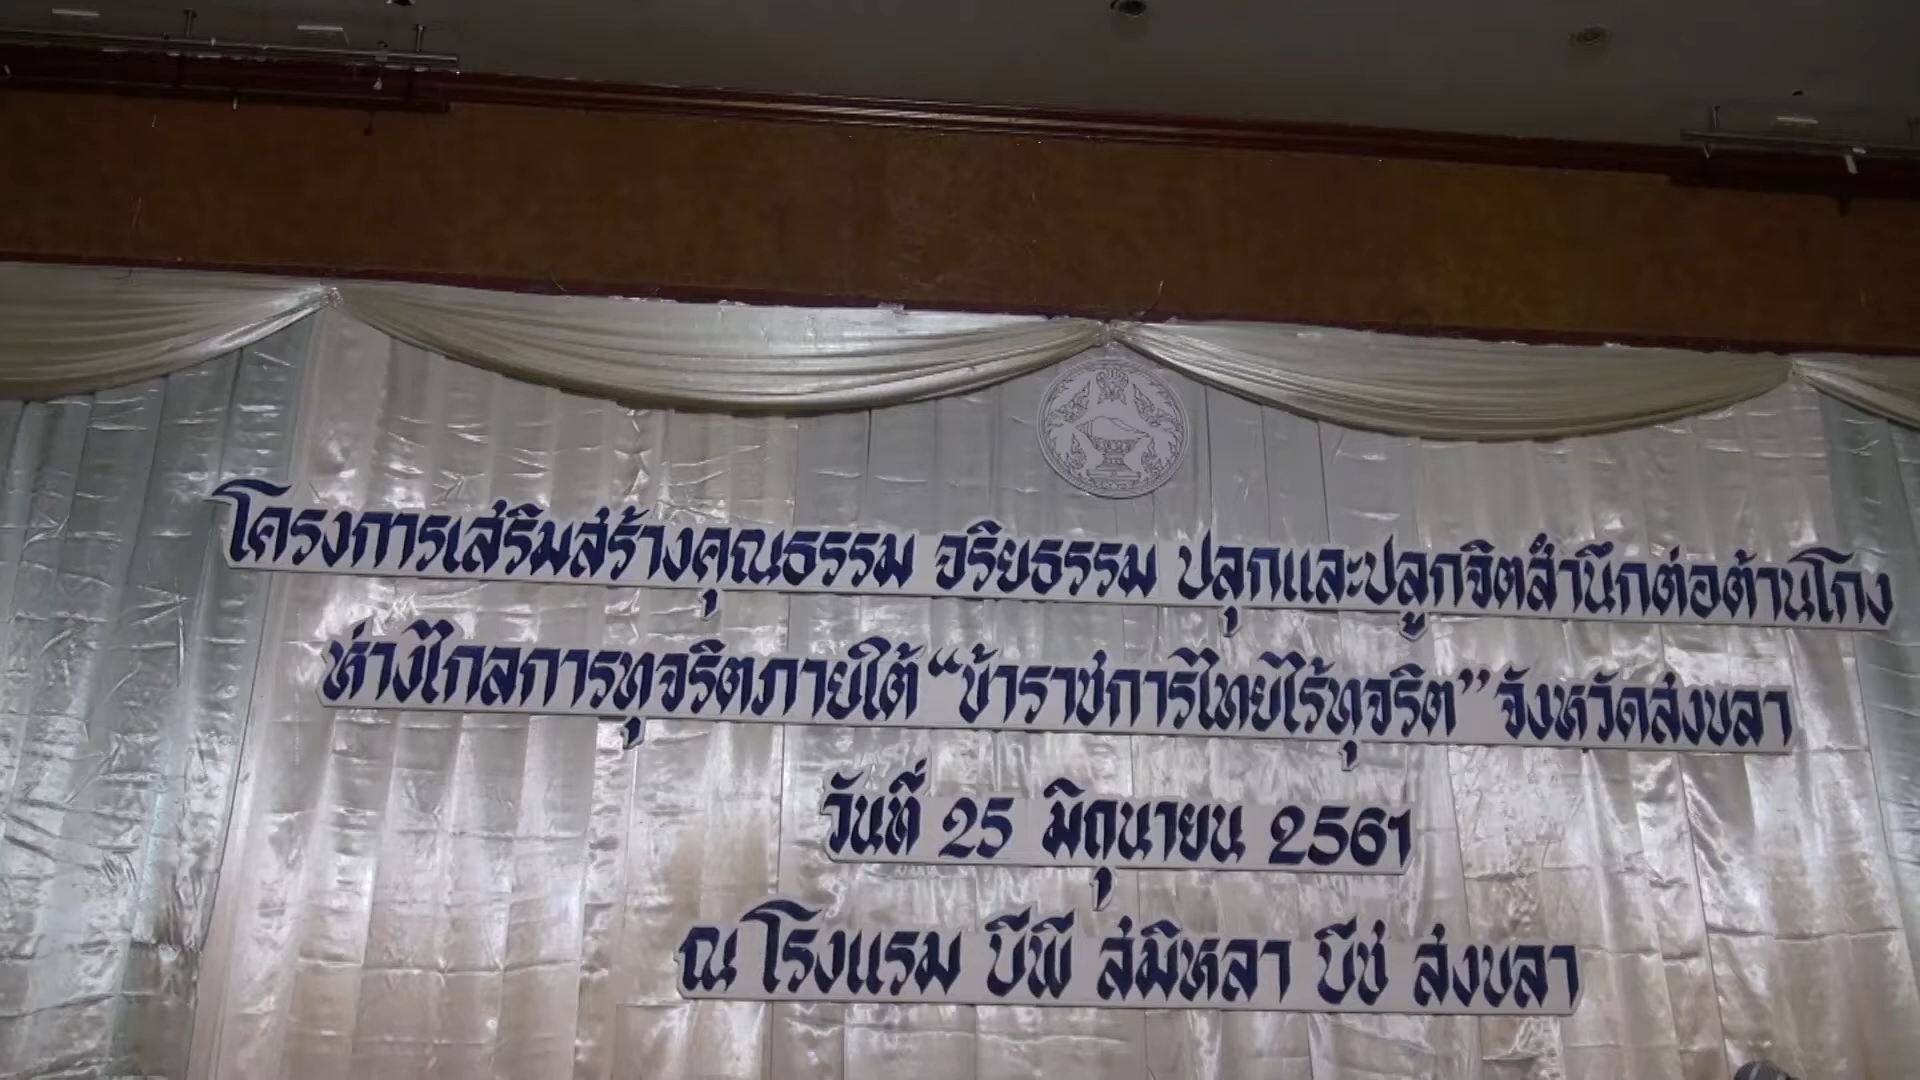 โครงการเสริมสร้างคุณธรรม จริยธรรม ปลุกและปลูกจิตสำนึกต่อต้านโกง
ห่างไกลการทุจริตภายใต้ “ข้าราชการไทยไร้ทุจริต” จังหวัดสงขลา
วันที่ 25 มิถุนายน 2561
ณ โรงแรม บีพี สมิหลา บีช สงขลา